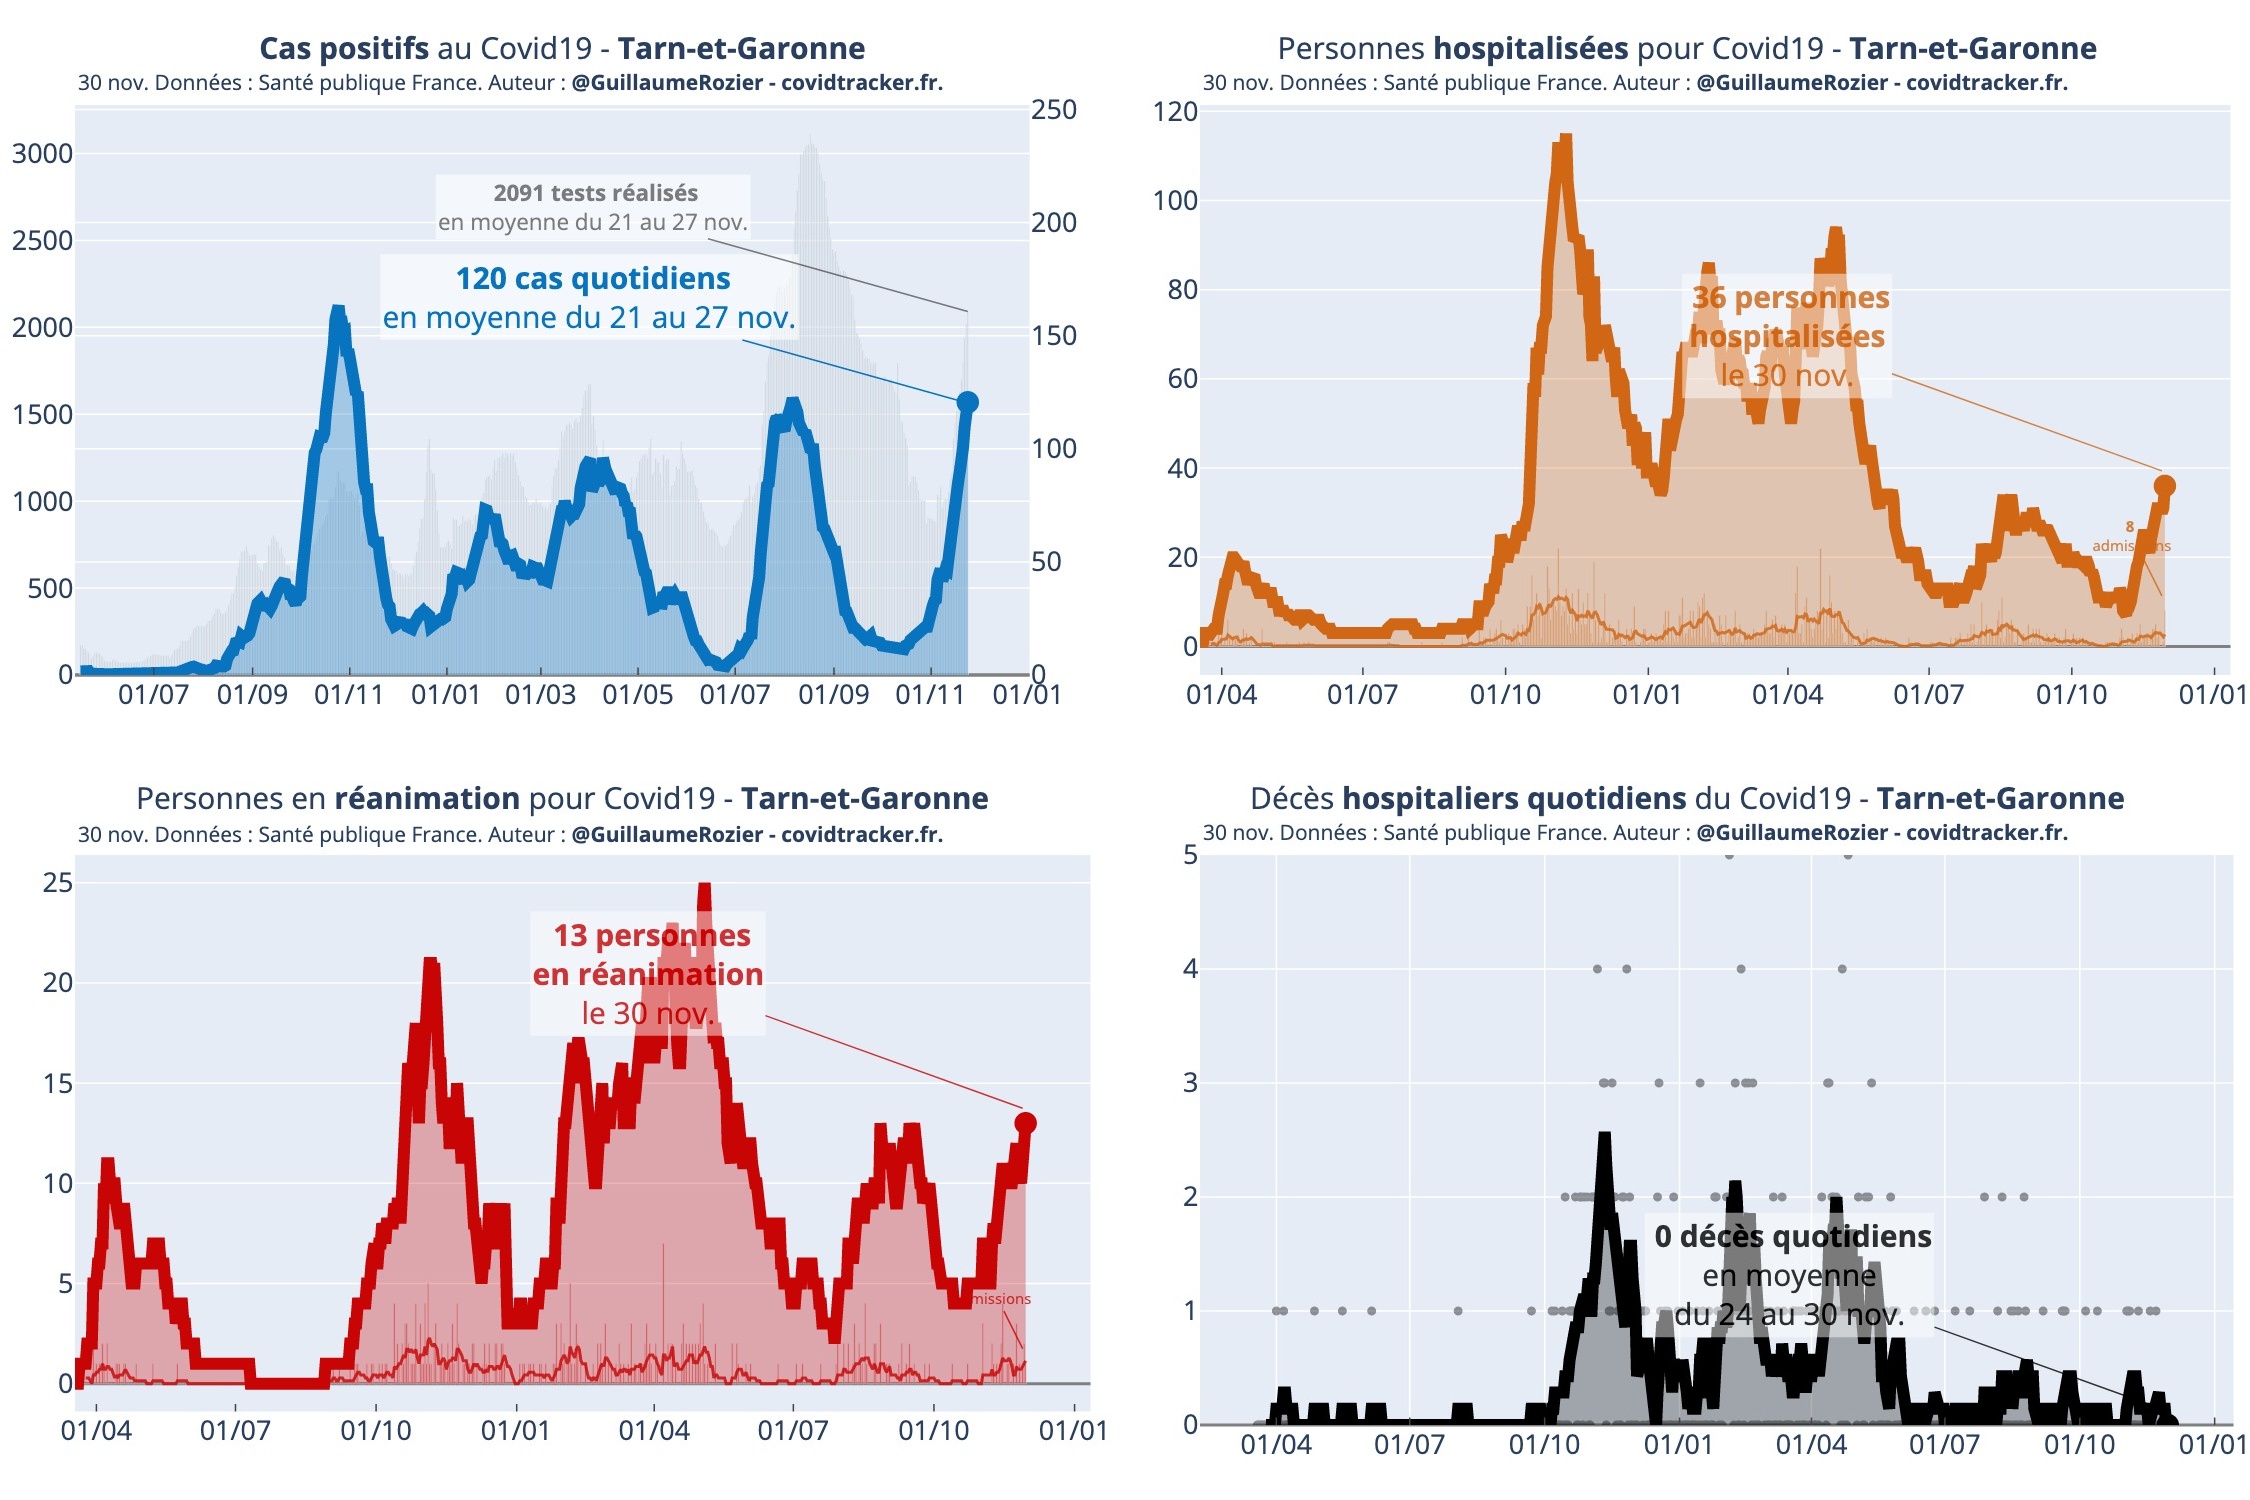 Cas positifs au Covid19 - Tarn-et-Garonne
30 nov. Données : Santé publique France. Auteur : @GuillaumeRozier - covidtracker.fr.
250
3000
2091 tests réalisés
en moyenne du 21 au 27 nov.
200
2500
120 cas quotidiens
en moyenne du 21 au 27 nov.
2000
150
1500
100
1000
50
500
0
0
01/07 01/09 01/11 01/01 01/03 01/05 01/07 01/09 01/11 01/01
Personnes hospitalisées pour Covid19 - Tarn-et-Garonne
30 nov. Données : Santé publique France. Auteur : @GuillaumeRozier - covidtracker.fr.
120
100
80
36 personnes
hospitalisées
le 30 nov.
60
40
8
admissions
20
0
01/04 01/07 01/10 01/01 01/04 01/07 01/10 01/01
Personnes en réanimation pour Covid19 - Tarn-et-Garonne
30 nov. Données : Santé publique France. Auteur : @GuillaumeRozier - covidtracker.fr.
25
13 personnes
en réanimation
le 30 nov.
20
15
10
5
missions
0
01/04 01/07 01/10 01/01 01/04 01/07 01/10 01/01
Décès hospitaliers quotidiens du Covid19 - Tarn-et-Garonne
30 nov. Données : Santé publique France. Auteur : @GuillaumeRozier - covidtracker.fr.
5
4
3
2
0 décès quotidiens
en moyenne
du 24 au 30 nov.
1
0
01/04 01/07 01/10 01/01 01/04 01/07 01/10 01/01